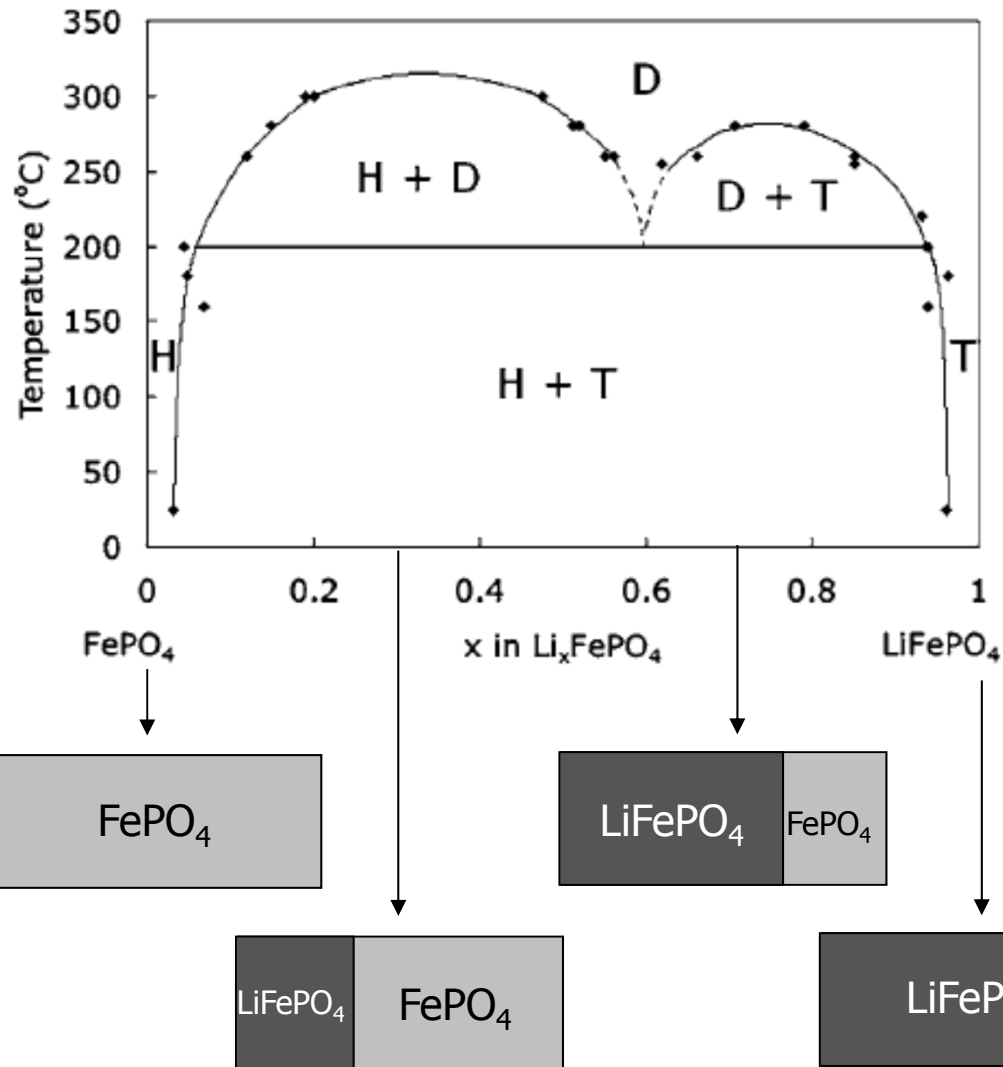 350
300
250
200
150
100
50
0
Temperature (°C)
D
H + D
D + T
H
H + T
T
0 0.2 0.4 0.6 0.8 1
FePO₄ x in LiₓFePO₄ LiFePO₄
FePO₄
LiFePO₄ FePO₄
LiFePO₄ FePO₄
LiFeP